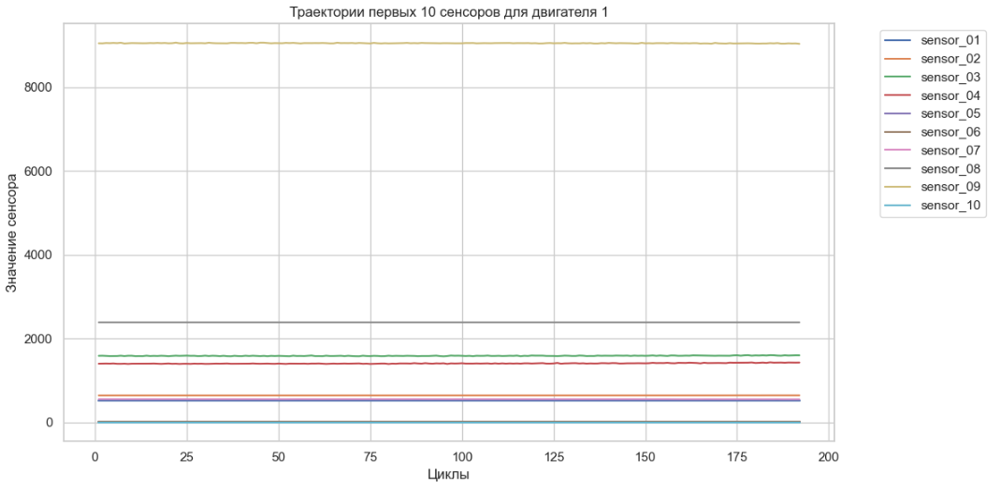 Траектории первых 10 сенсоров для двигателя 1
Значение сенсора
8000
6000
4000
2000
0
0 25 50 75 100 125 150 175 200
Циклы
sensor_01
sensor_02
sensor_03
sensor_04
sensor_05
sensor_06
sensor_07
sensor_08
sensor_09
sensor_10